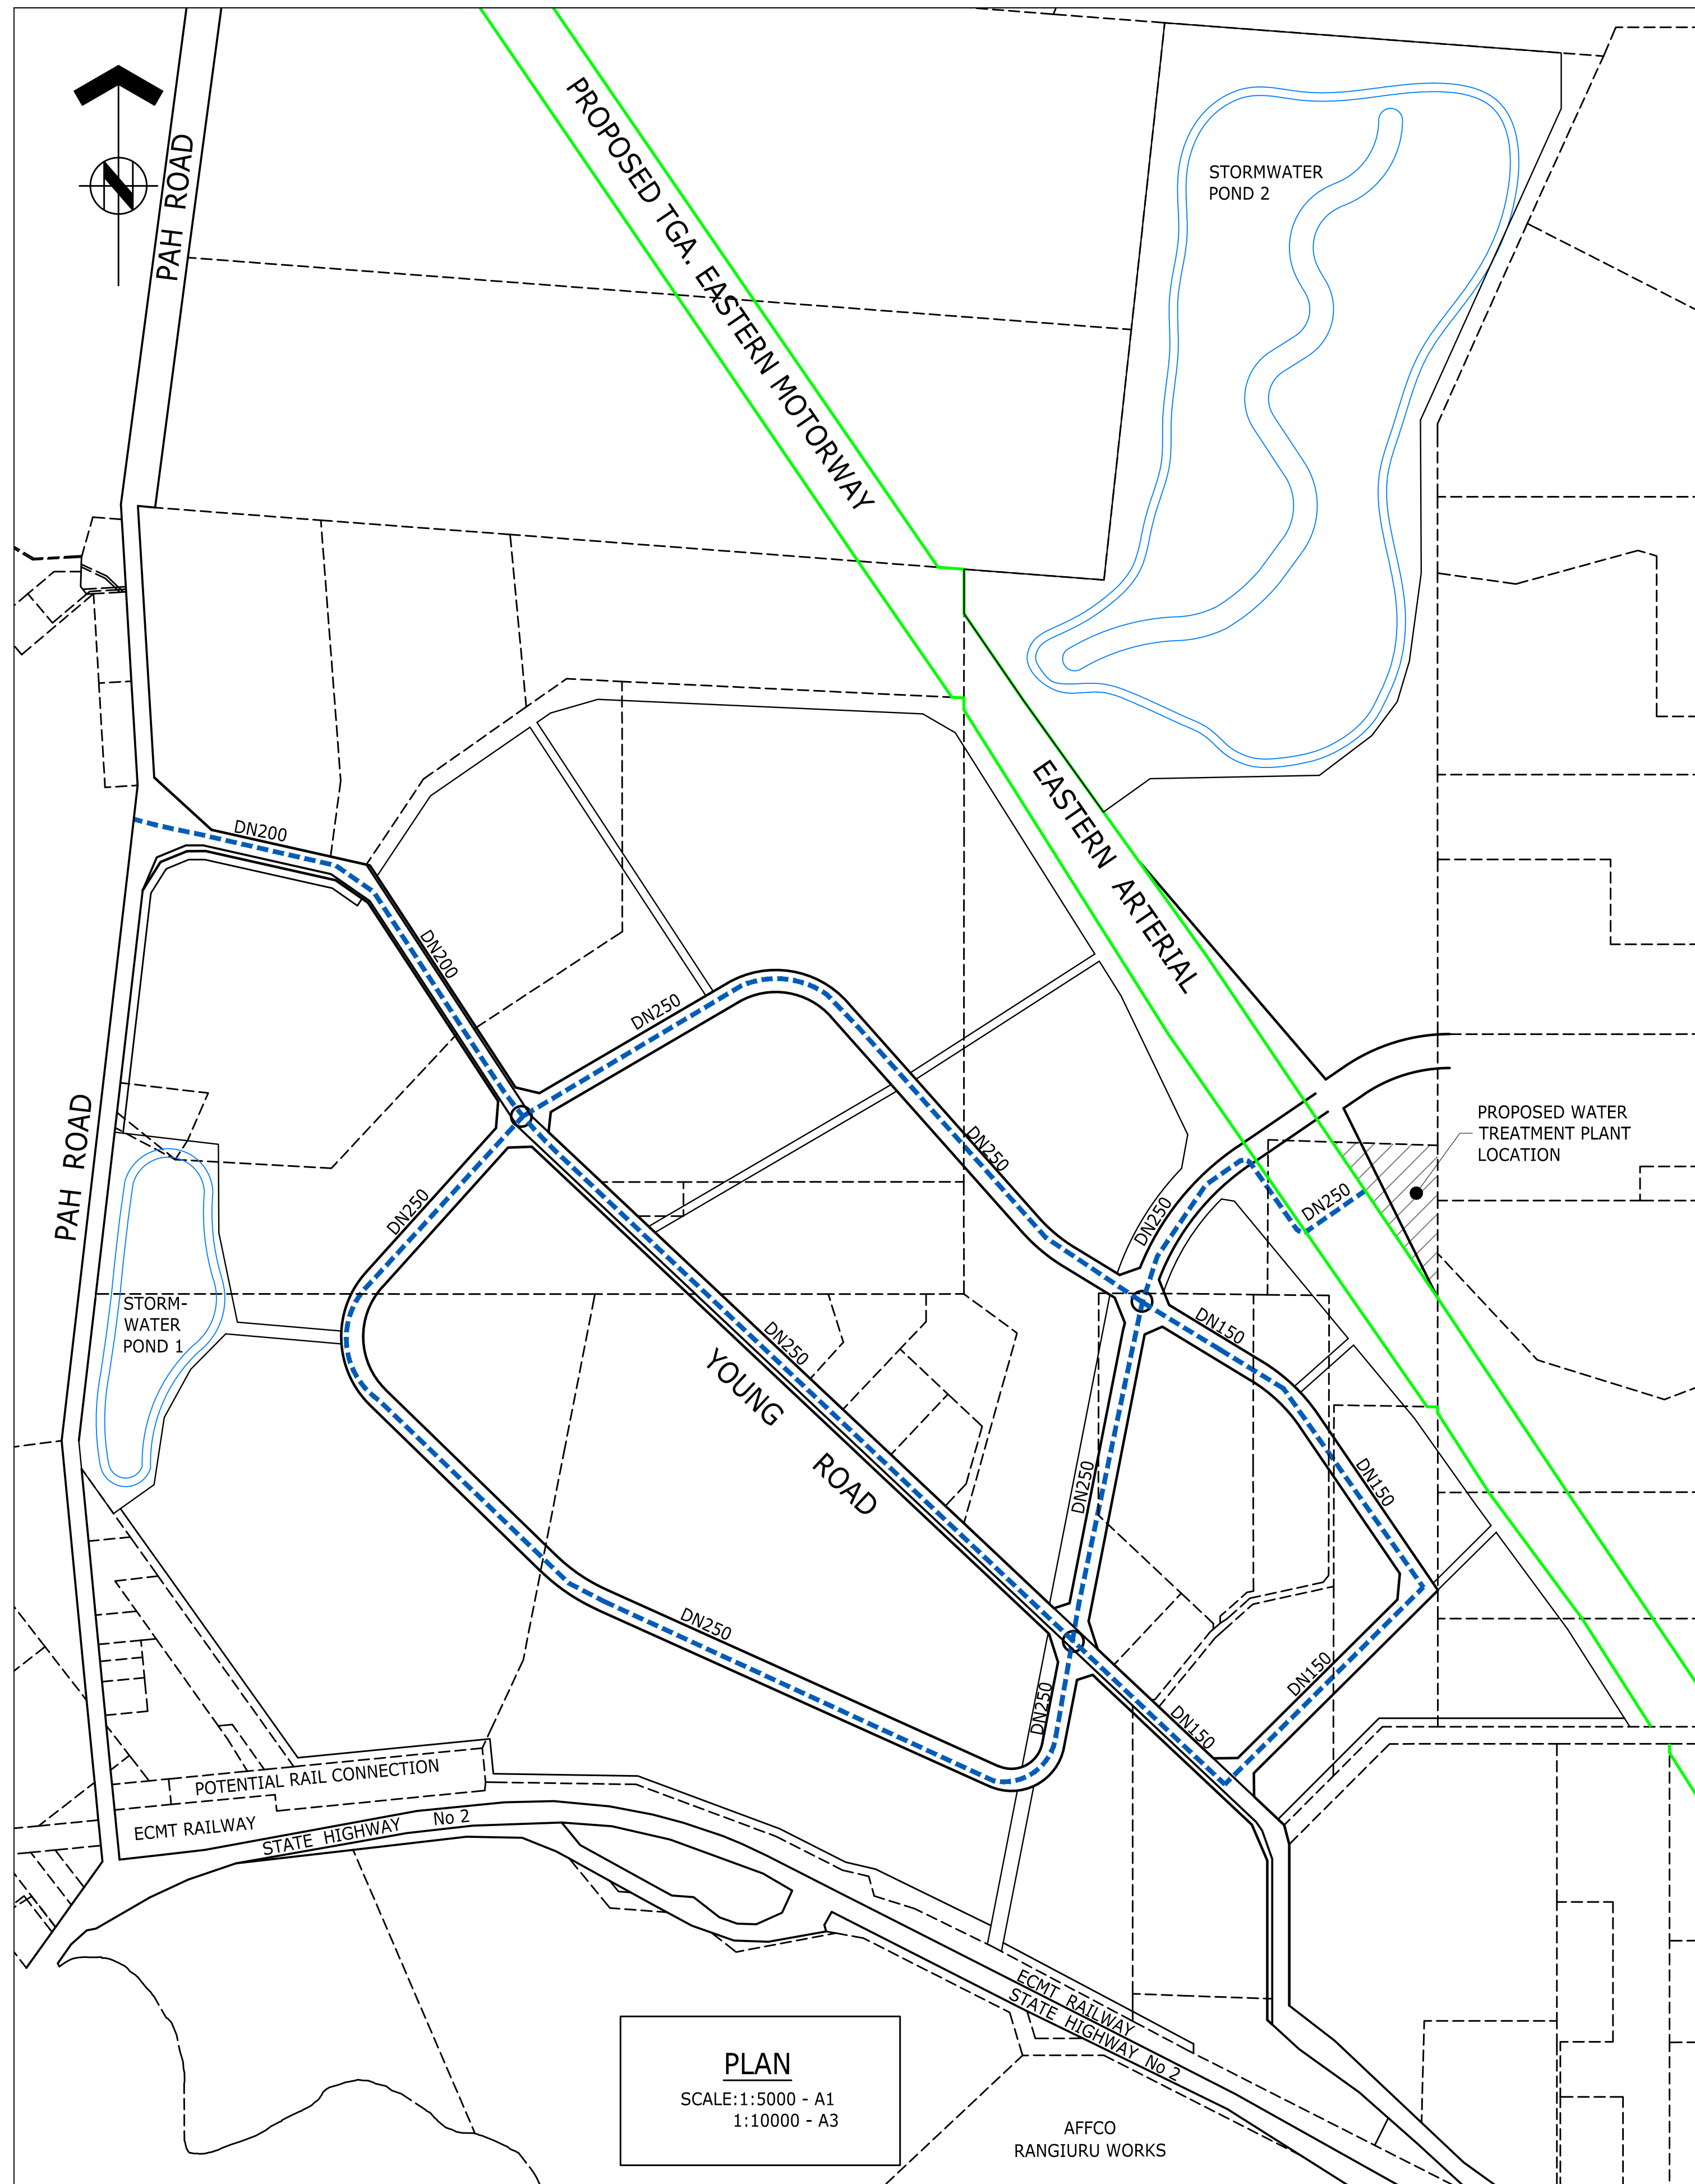 PAH ROAD
PROPOSED TGA. EASTERN MOTORWAY
STORMWATER
POND 2
EASTERN ARTERIAL
DN200
DN200
DN250
DN250
PROPOSED WATER
TREATMENT PLANT
LOCATION
PAH ROAD
DN250
DN250
DN250
STORM-
WATER
POND 1
DN250
DN150
YOUNG ROAD
DN250
DN150
DN250
DN250
DN150
DN150
POTENTIAL RAIL CONNECTION
ECMT RAILWAY
STATE HIGHWAY No 2
ECMT RAILWAY
STATE HIGHWAY No 2
PLAN
SCALE:1:5000 - A1
1:10000 - A3
AFFCO
RANGIURU WORKS